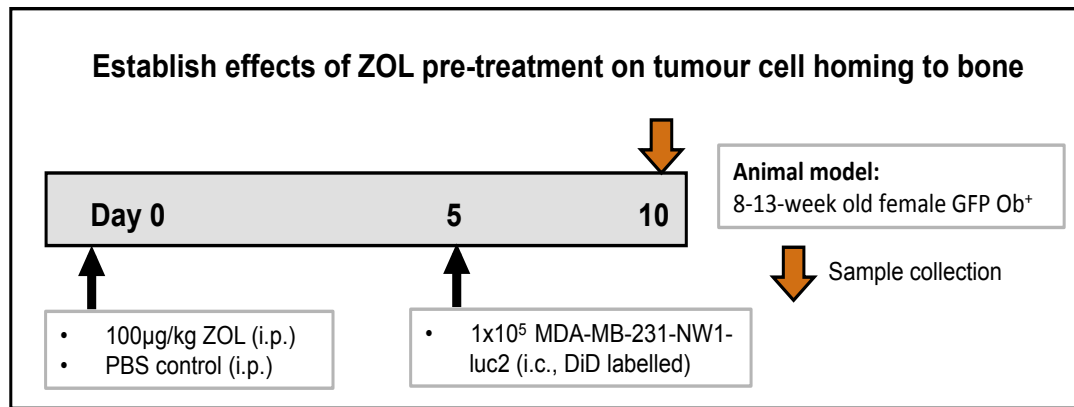 Establish effects of ZOL pre-treatment on tumour cell homing to bone
Day 0 5 10
Animal model:
8-13-week old female GFP Ob⁺
Sample collection
• 100µg/kg ZOL (i.p.)
• PBS control (i.p.)
• 1x10⁵ MDA-MB-231-NW1-
luc2 (i.c., DiD labelled)